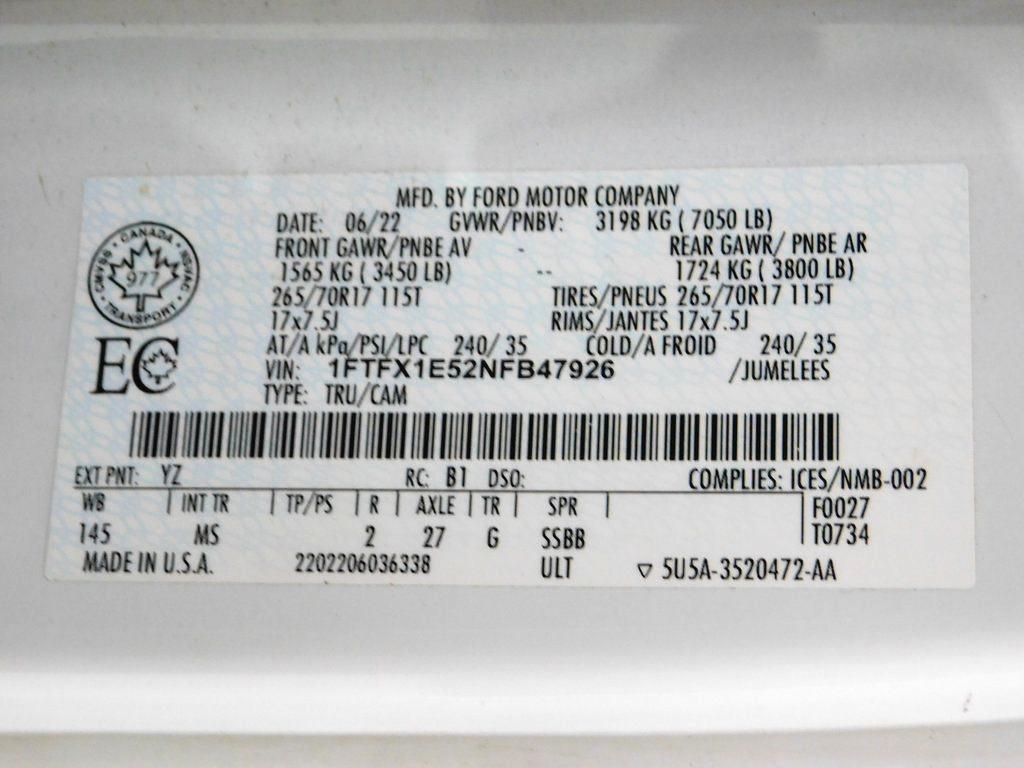 MFD. BY FORD MOTOR COMPANY
DATE: 06/22 GVWR/PNBV: 3198 KG ( 7050 LB)
FRONT GAWR/PNBE AV - REAR GAWR/ PNBE AR
1565 KG ( 3450 LB) -- 1724 KG ( 3800 LB)
265/70R17 115T TIRES/PNEUS 265/70R17 115T
17x7.5J RIMS/JANTES 17x7.5J
AT/A kPa/PSI/LPC 240/ 35 COLD/A FROID 240/ 35
VIN: 1FTFX1E52NFB47926 /JUMELEES
TYPE: TRU/CAM
CANADA
CMVSS NSVAC
977
TRANSPORT
EC
EXT PNT: YZ RC: B1 DSO: COMPLIES: ICES/NMB-002
WB | INT TR | TP/PS | R | AXLE | TR | SPR | F0027
145 MS 2 27 G SSBB T0734
MADE IN U.S.A. 2202206036338 ULT ▽ 5U5A-3520472-AA